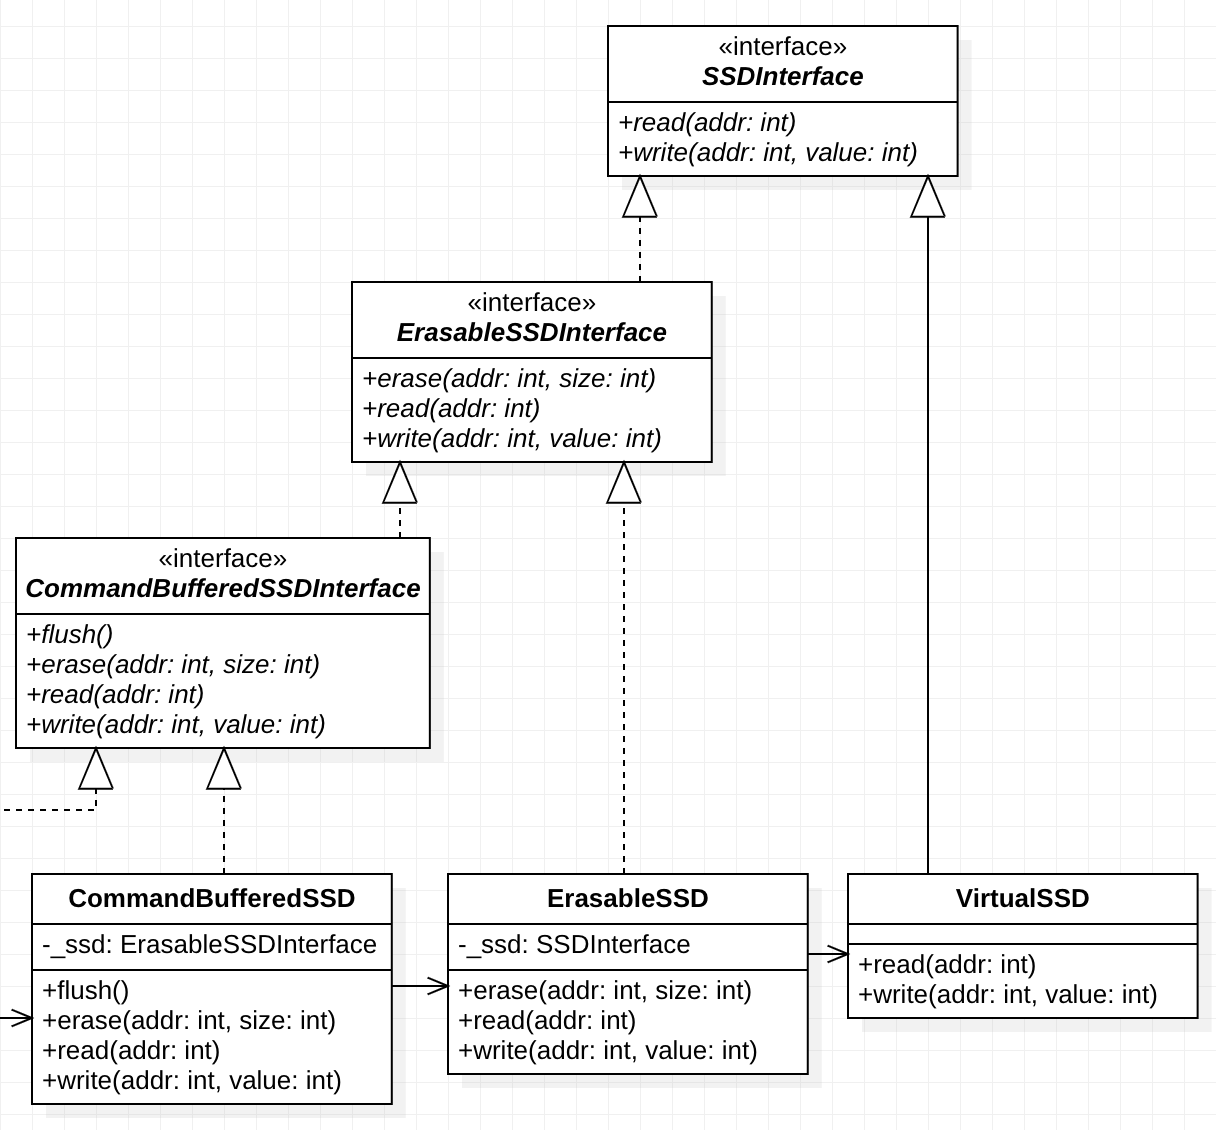 «interface»
SSDInterface
+read(addr: int)
+write(addr: int, value: int)
«interface»
ErasableSSDInterface
+erase(addr: int, size: int)
+read(addr: int)
+write(addr: int, value: int)
«interface»
CommandBufferedSSDInterface
+flush()
+erase(addr: int, size: int)
+read(addr: int)
+write(addr: int, value: int)
CommandBufferedSSD
-_ssd: ErasableSSDInterface
+flush()
+erase(addr: int, size: int)
+read(addr: int)
+write(addr: int, value: int)
ErasableSSD
-_ssd: SSDInterface
+erase(addr: int, size: int)
+read(addr: int)
+write(addr: int, value: int)
VirtualSSD
+read(addr: int)
+write(addr: int, value: int)